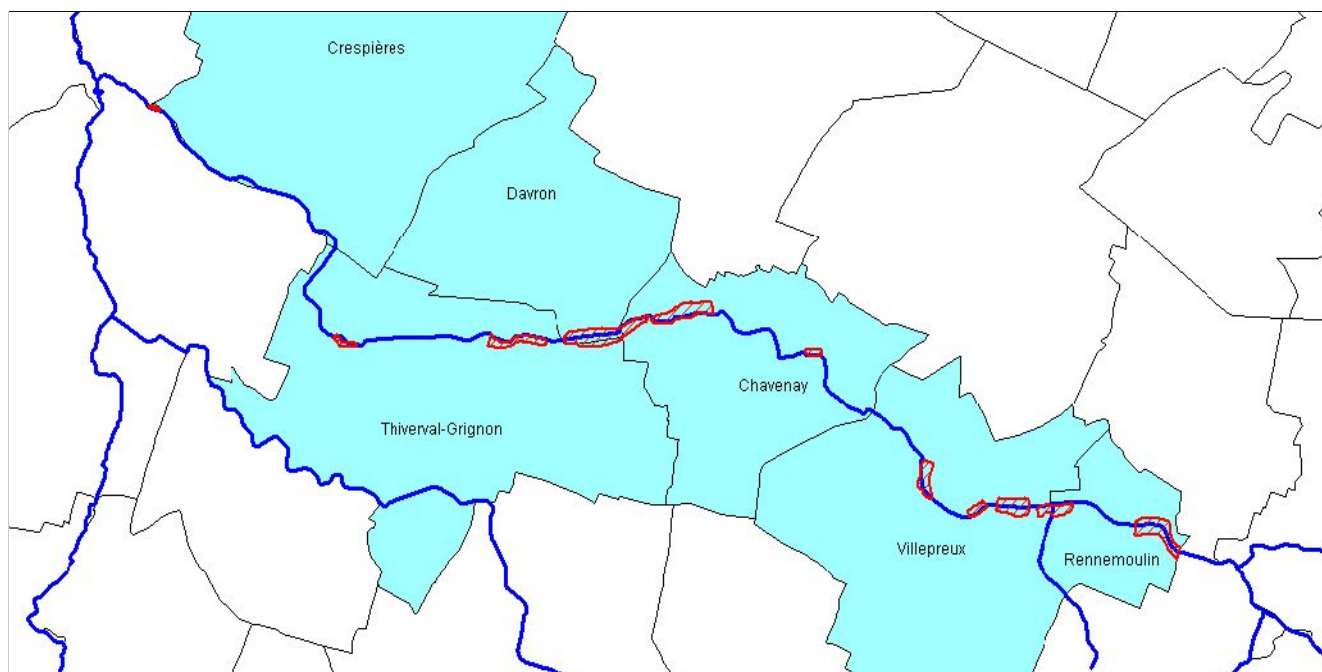 Crespières
Davron
Chavenay
Thiverval-Grignon
Villepreux
Rennemoulin